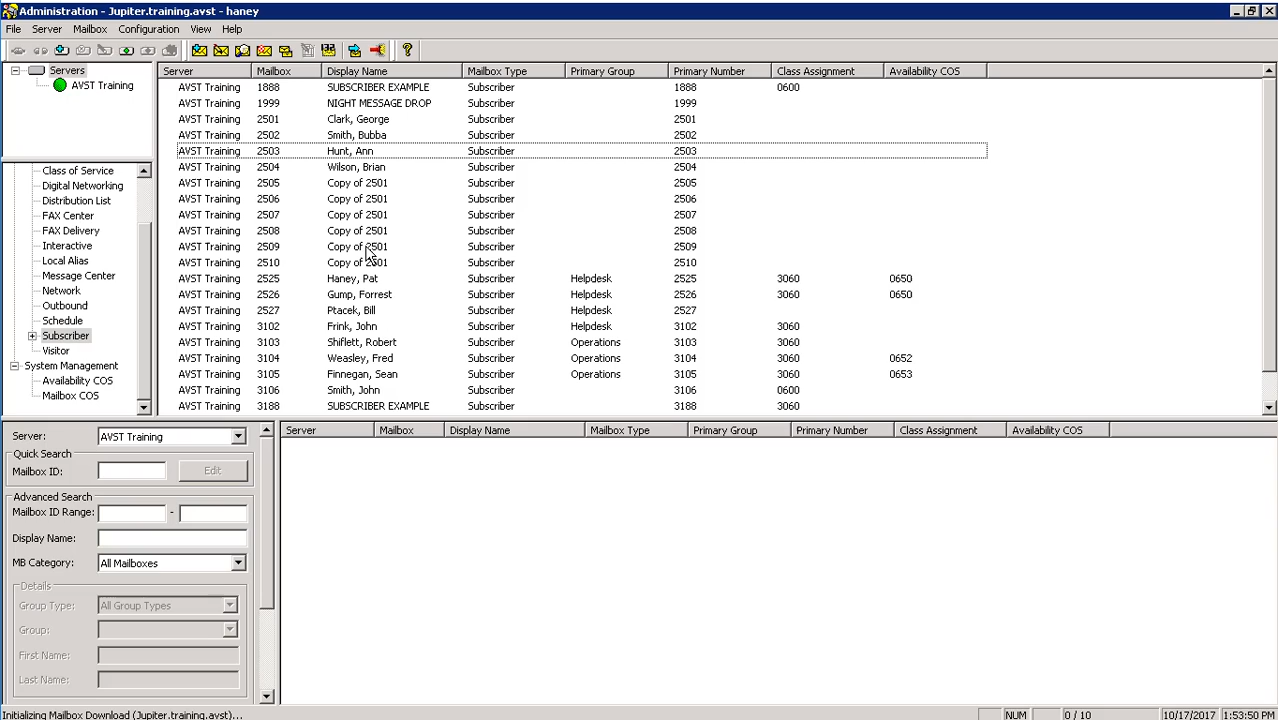 Administration - Jupiter.training.avst - haney
File Server Mailbox Configuration View Help
Servers
AVST Training
Class of Service
Digital Networking
Distribution List
FAX Center
FAX Delivery
Interactive
Local Alias
Message Center
Network
Outbound
Schedule
Subscriber
Visitor
System Management
Availability COS
Mailbox COS
Server Mailbox Display Name Mailbox Type Primary Group Primary Number Class Assignment Availability COS
AVST Training 1888 SUBSCRIBER EXAMPLE Subscriber 1888 0600
AVST Training 1999 NIGHT MESSAGE DROP Subscriber 1999
AVST Training 2501 Clark, George Subscriber 2501
AVST Training 2502 Smith, Bubba Subscriber 2502
AVST Training 2503 Hunt, Ann Subscriber 2503
AVST Training 2504 Wilson, Brian Subscriber 2504
AVST Training 2505 Copy of 2501 Subscriber 2505
AVST Training 2506 Copy of 2501 Subscriber 2506
AVST Training 2507 Copy of 2501 Subscriber 2507
AVST Training 2508 Copy of 2501 Subscriber 2508
AVST Training 2509 Copy of 2501 Subscriber 2509
AVST Training 2510 Copy of 2501 Subscriber 2510
AVST Training 2525 Haney, Pat Subscriber Helpdesk 2525 3060 0650
AVST Training 2526 Gump, Forrest Subscriber Helpdesk 2526 3060 0650
AVST Training 2527 Ptacek, Bill Subscriber Helpdesk 2527
AVST Training 3102 Frink, John Subscriber Helpdesk 3102 3060
AVST Training 3103 Shiflett, Robert Subscriber Operations 3103 3060
AVST Training 3104 Weasley, Fred Subscriber Operations 3104 3060 0652
AVST Training 3105 Finnegan, Sean Subscriber Operations 3105 3060 0653
AVST Training 3106 Smith, John Subscriber 3106 0600
AVST Training 3188 SUBSCRIBER EXAMPLE Subscriber 3188 3060
Server: AVST Training
Quick Search
Mailbox ID: Edit
Advanced Search
Mailbox ID Range: -
Display Name:
MB Category: All Mailboxes
Details
Group Type: All Group Types
Group:
First Name:
Last Name:
Server Mailbox Display Name Mailbox Type Primary Group Primary Number Class Assignment Availability COS
Initializing Mailbox Download (Jupiter.training.avst)... NUM 0 / 10 10/17/2017 1:53:50 PM